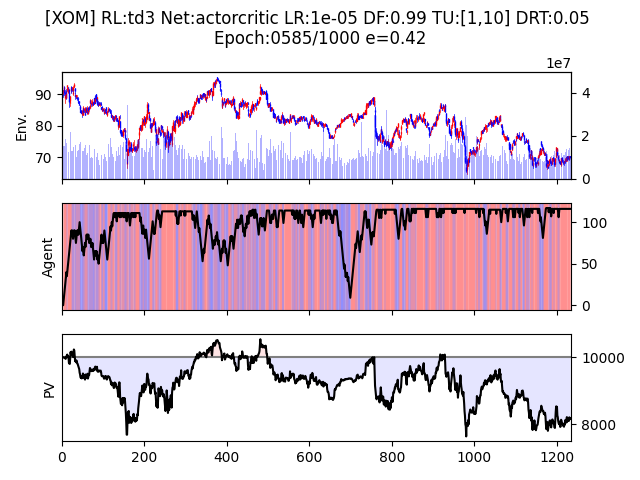 [XOM] RL:td3 Net:actorcritic LR:1e-05 DF:0.99 TU:[1,10] DRT:0.05
Epoch:0585/1000 e=0.42
1e7
90
80
70
Env.
4
2
0
Agent
100
50
0
PV
10000
8000
0 200 400 600 800 1000 1200